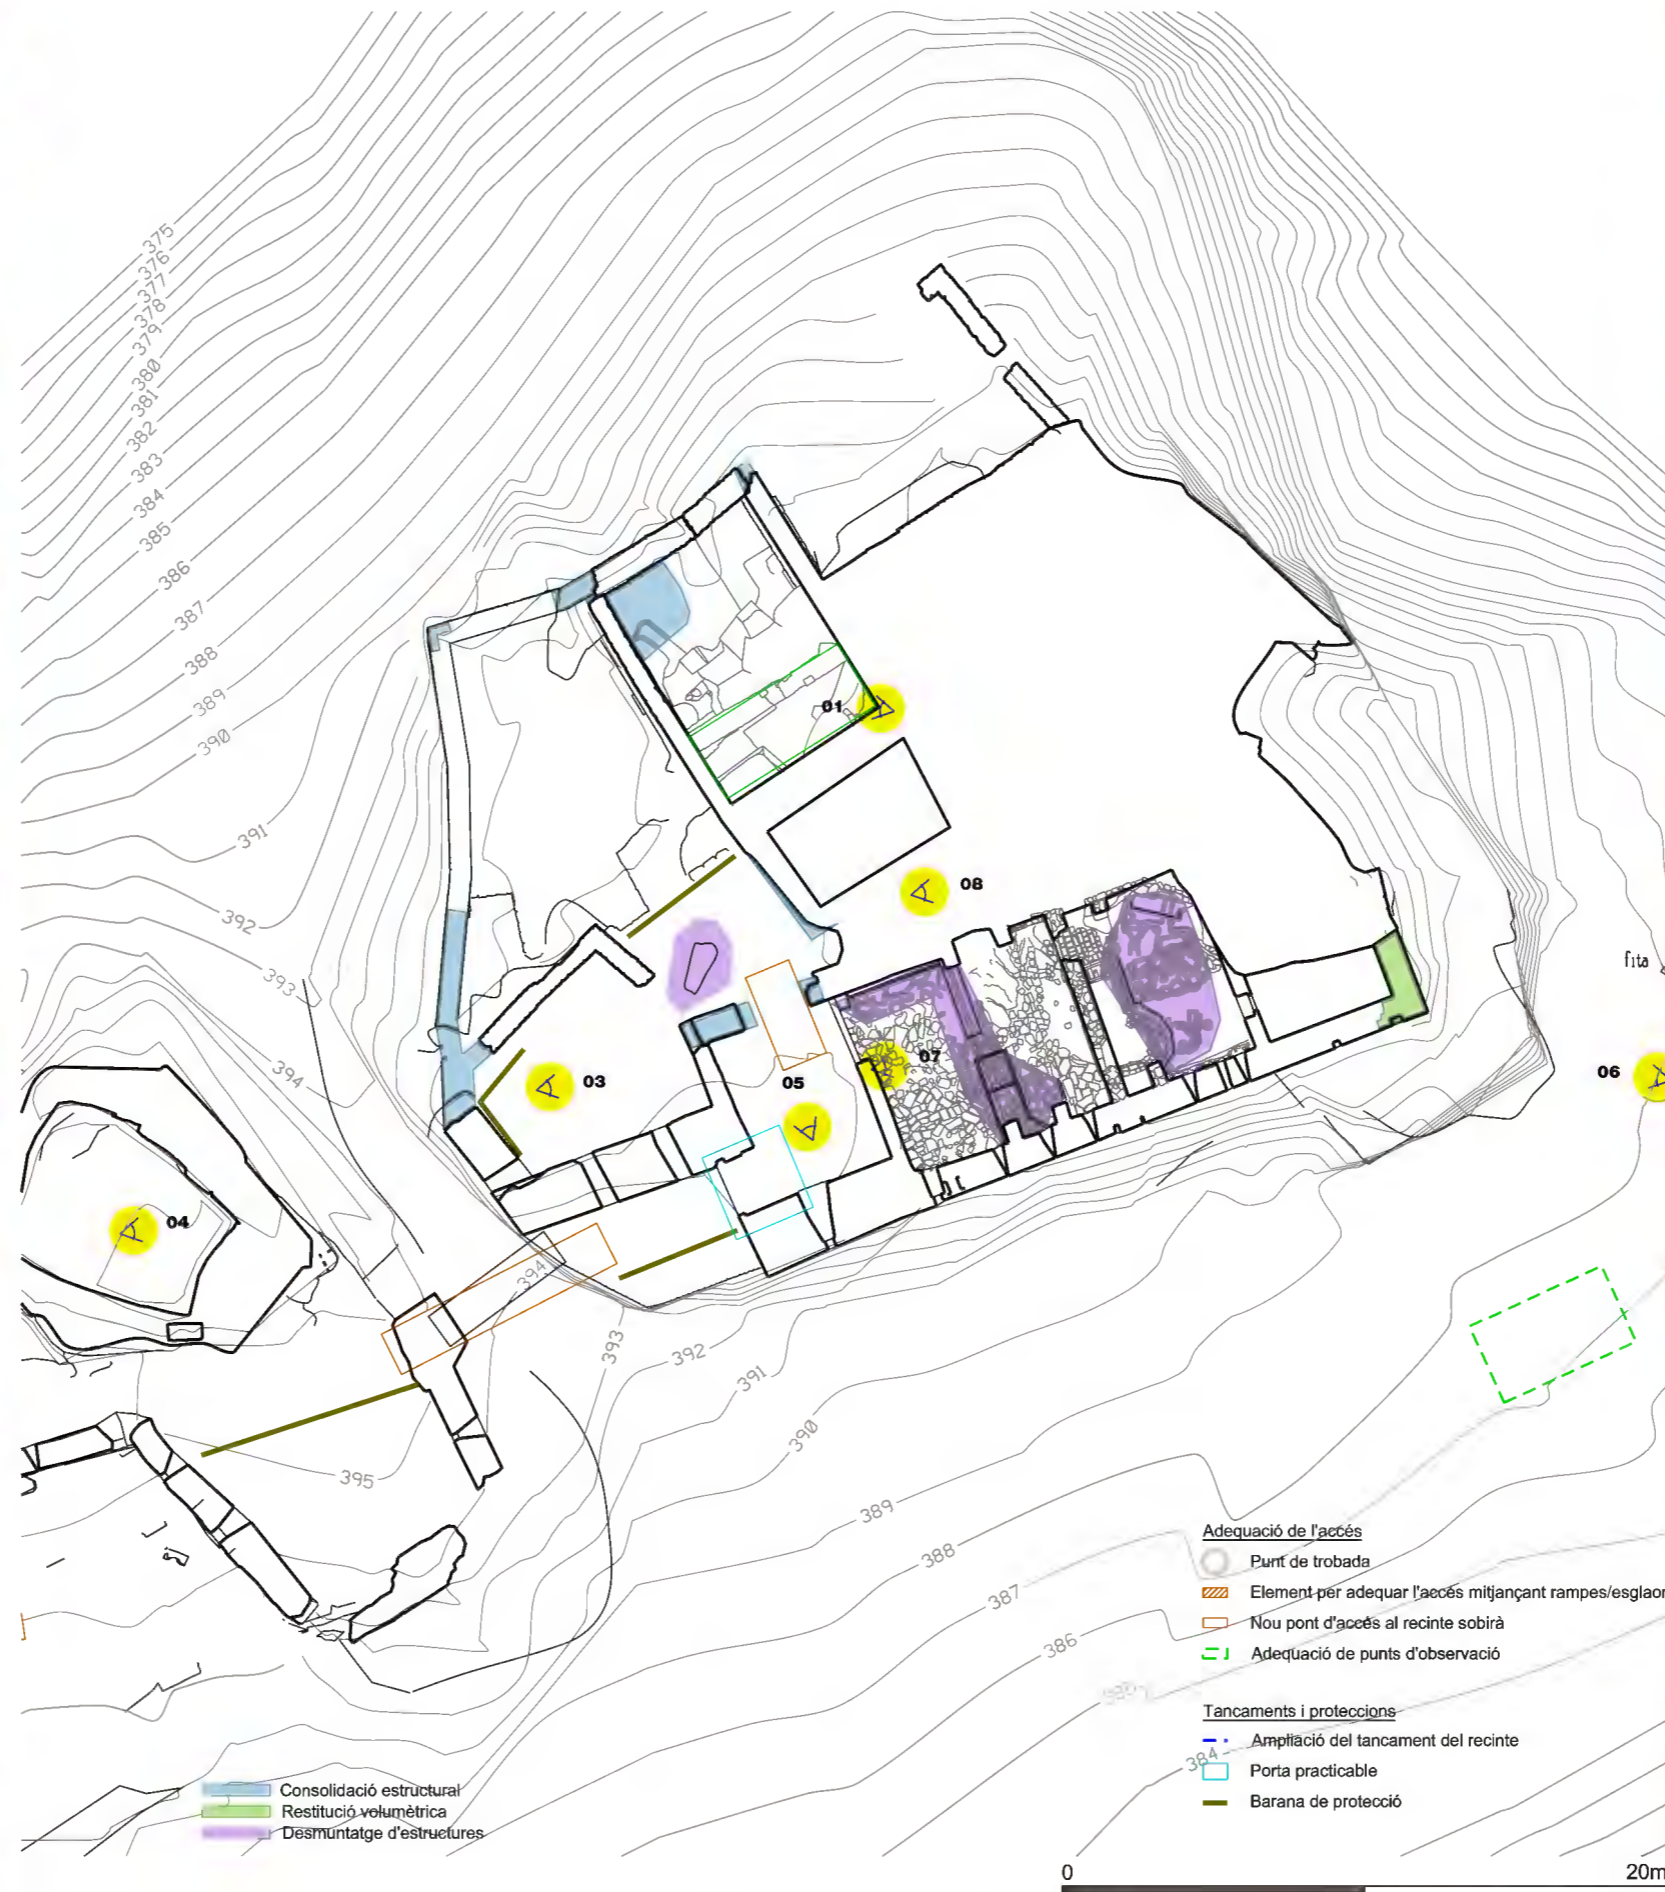 375
376
377
378
379
380
381
382
383
384
385
386
387
388
389
390
391
392
393
394
01
08
fita
07
03
05
06
04
394
393
392
391
390
395
389
388
387
386
384
Adequació de l'accés
Punt de trobada
Element per adequar l'accés mitjançant rampes/esglaon
Nou pont d'accés al recinte sobirà
Adequació de punts d'observació
Tancaments i proteccions
Ampliació del tancament del recinte
Porta practicable
Barana de protecció
Consolidació estructural
Restitució volumètrica
Desmuntatge d'estructures
0 20m